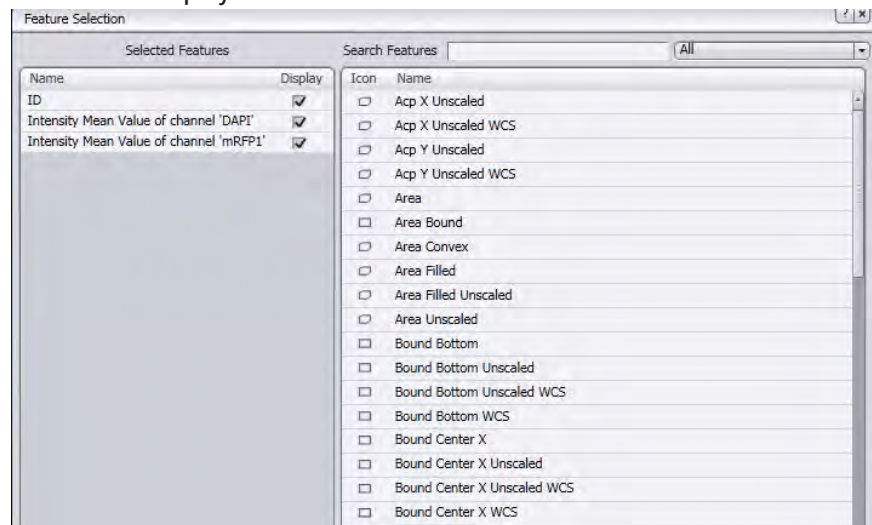 Feature Selection
Selected Features
Name Display
ID
Intensity Mean Value of channel 'DAPI'
Intensity Mean Value of channel 'mRFP1'
Search Features All
Icon Name
Acp X Unscaled
Acp X Unscaled WCS
Acp Y Unscaled
Acp Y Unscaled WCS
Area
Area Bound
Area Convex
Area Filled
Area Filled Unscaled
Area Unscaled
Bound Bottom
Bound Bottom Unscaled
Bound Bottom Unscaled WCS
Bound Bottom WCS
Bound Center X
Bound Center X Unscaled
Bound Center X Unscaled WCS
Bound Center X WCS